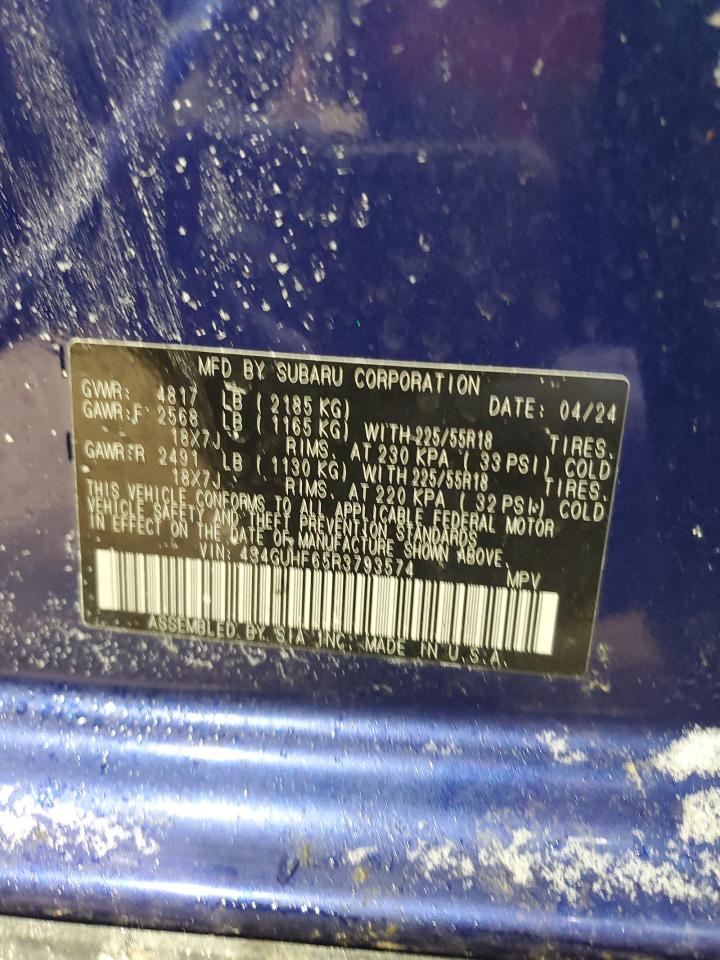 MFD BY SUBARU CORPORATION
GVWR: 4817 LB ( 2185 KG) DATE: 04/24
GAWR:F 2568 LB ( 1165 KG) WITH 225/55R18 TIRES.
18X7J RIMS. AT 230 KPA ( 33 PSI) COLD
GAWR:R 2491 LB ( 1130 KG) WITH 225/55R18 TIRES.
18X7J RIMS. AT 220 KPA ( 32 PSI) COLD
THIS VEHICLE CONFORMS TO ALL APPLICABLE FEDERAL MOTOR
VEHICLE SAFETY AND THEFT PREVENTION STANDARDS
IN EFFECT ON THE DATE OF MANUFACTURE SHOWN ABOVE.
VIN: 4S4GUHF65R3793574 MPV
ASSEMBLED BY SIA INC. MADE IN U.S.A.